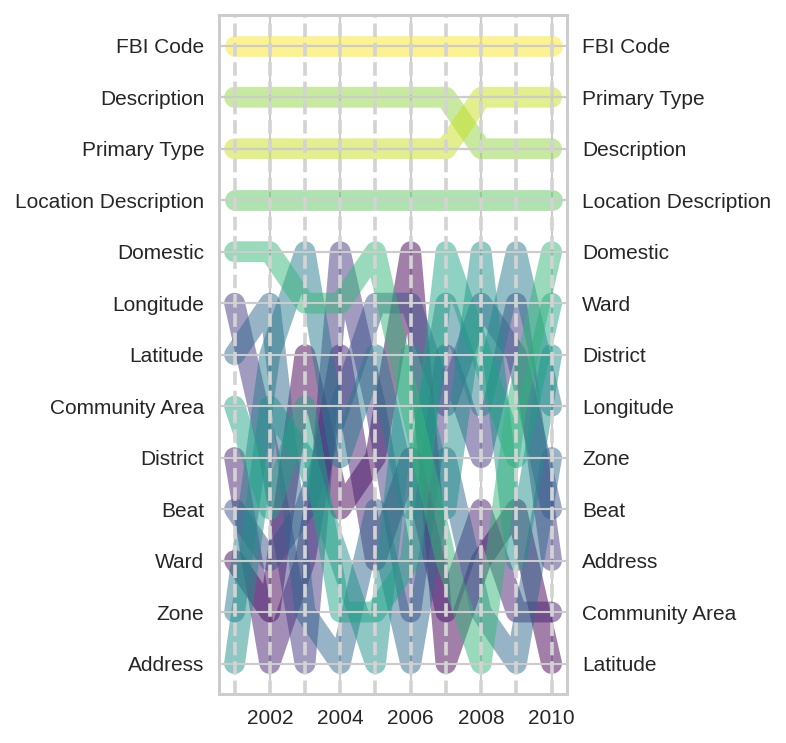 FBI Code FBI Code
Description Primary Type
Primary Type Description
Location Description Location Description
Domestic Domestic
Longitude Ward
Latitude District
Community Area Longitude
District Zone
Beat Beat
Ward Address
Zone Community Area
Address Latitude
2002 2004 2006 2008 2010